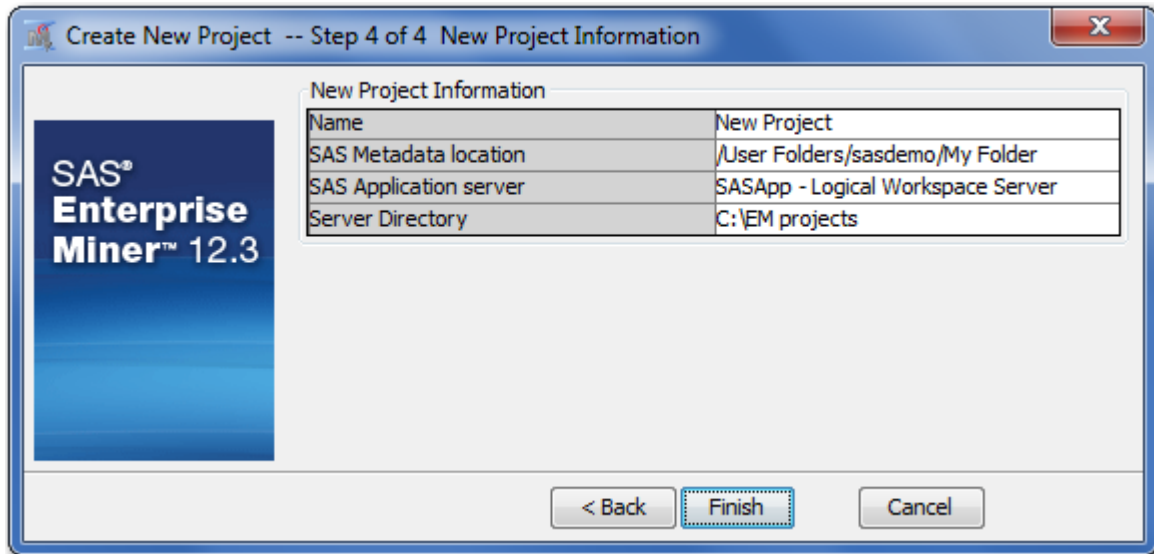 Create New Project -- Step 4 of 4 New Project Information
X
SAS®
Enterprise
Miner™ 12.3
New Project Information
Name New Project
SAS Metadata location /User Folders/sasdemo/My Folder
SAS Application server SASApp - Logical Workspace Server
Server Directory C:\EM projects
< Back Finish Cancel